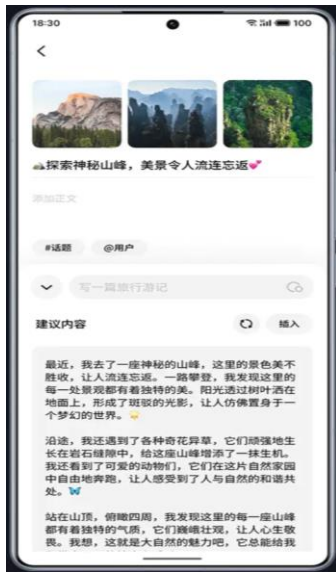 18:30
100
🏔️探索神秘山峰，美景令人流连忘返💕
添加正文
#话题 @用户
写一篇旅行游记
建议内容 插入
最近，我去了一座神秘的山峰，这里的景色美不
胜收，让人流连忘返。一路攀登，我发现这里的
每一处景观都有着独特的美。阳光透过树叶洒在
地面上，形成了斑驳的光影，让人仿佛置身于一
个梦幻的世界。🌟
沿途，我还遇到了各种奇花异草，它们顽强地生
长在岩石缝隙中，给这座山峰增添了一抹生机。
我还看到了可爱的动物们，它们在这片自然家园
中自由地奔跑，让人感受到了人与自然的和谐共
处。🦋
站在山顶，俯瞰四周，我发现这里的每一座山峰
都有着独特的气质，它们巍峨壮观，让人心生敬
畏。我想，这就是大自然的魅力吧，它总能给我